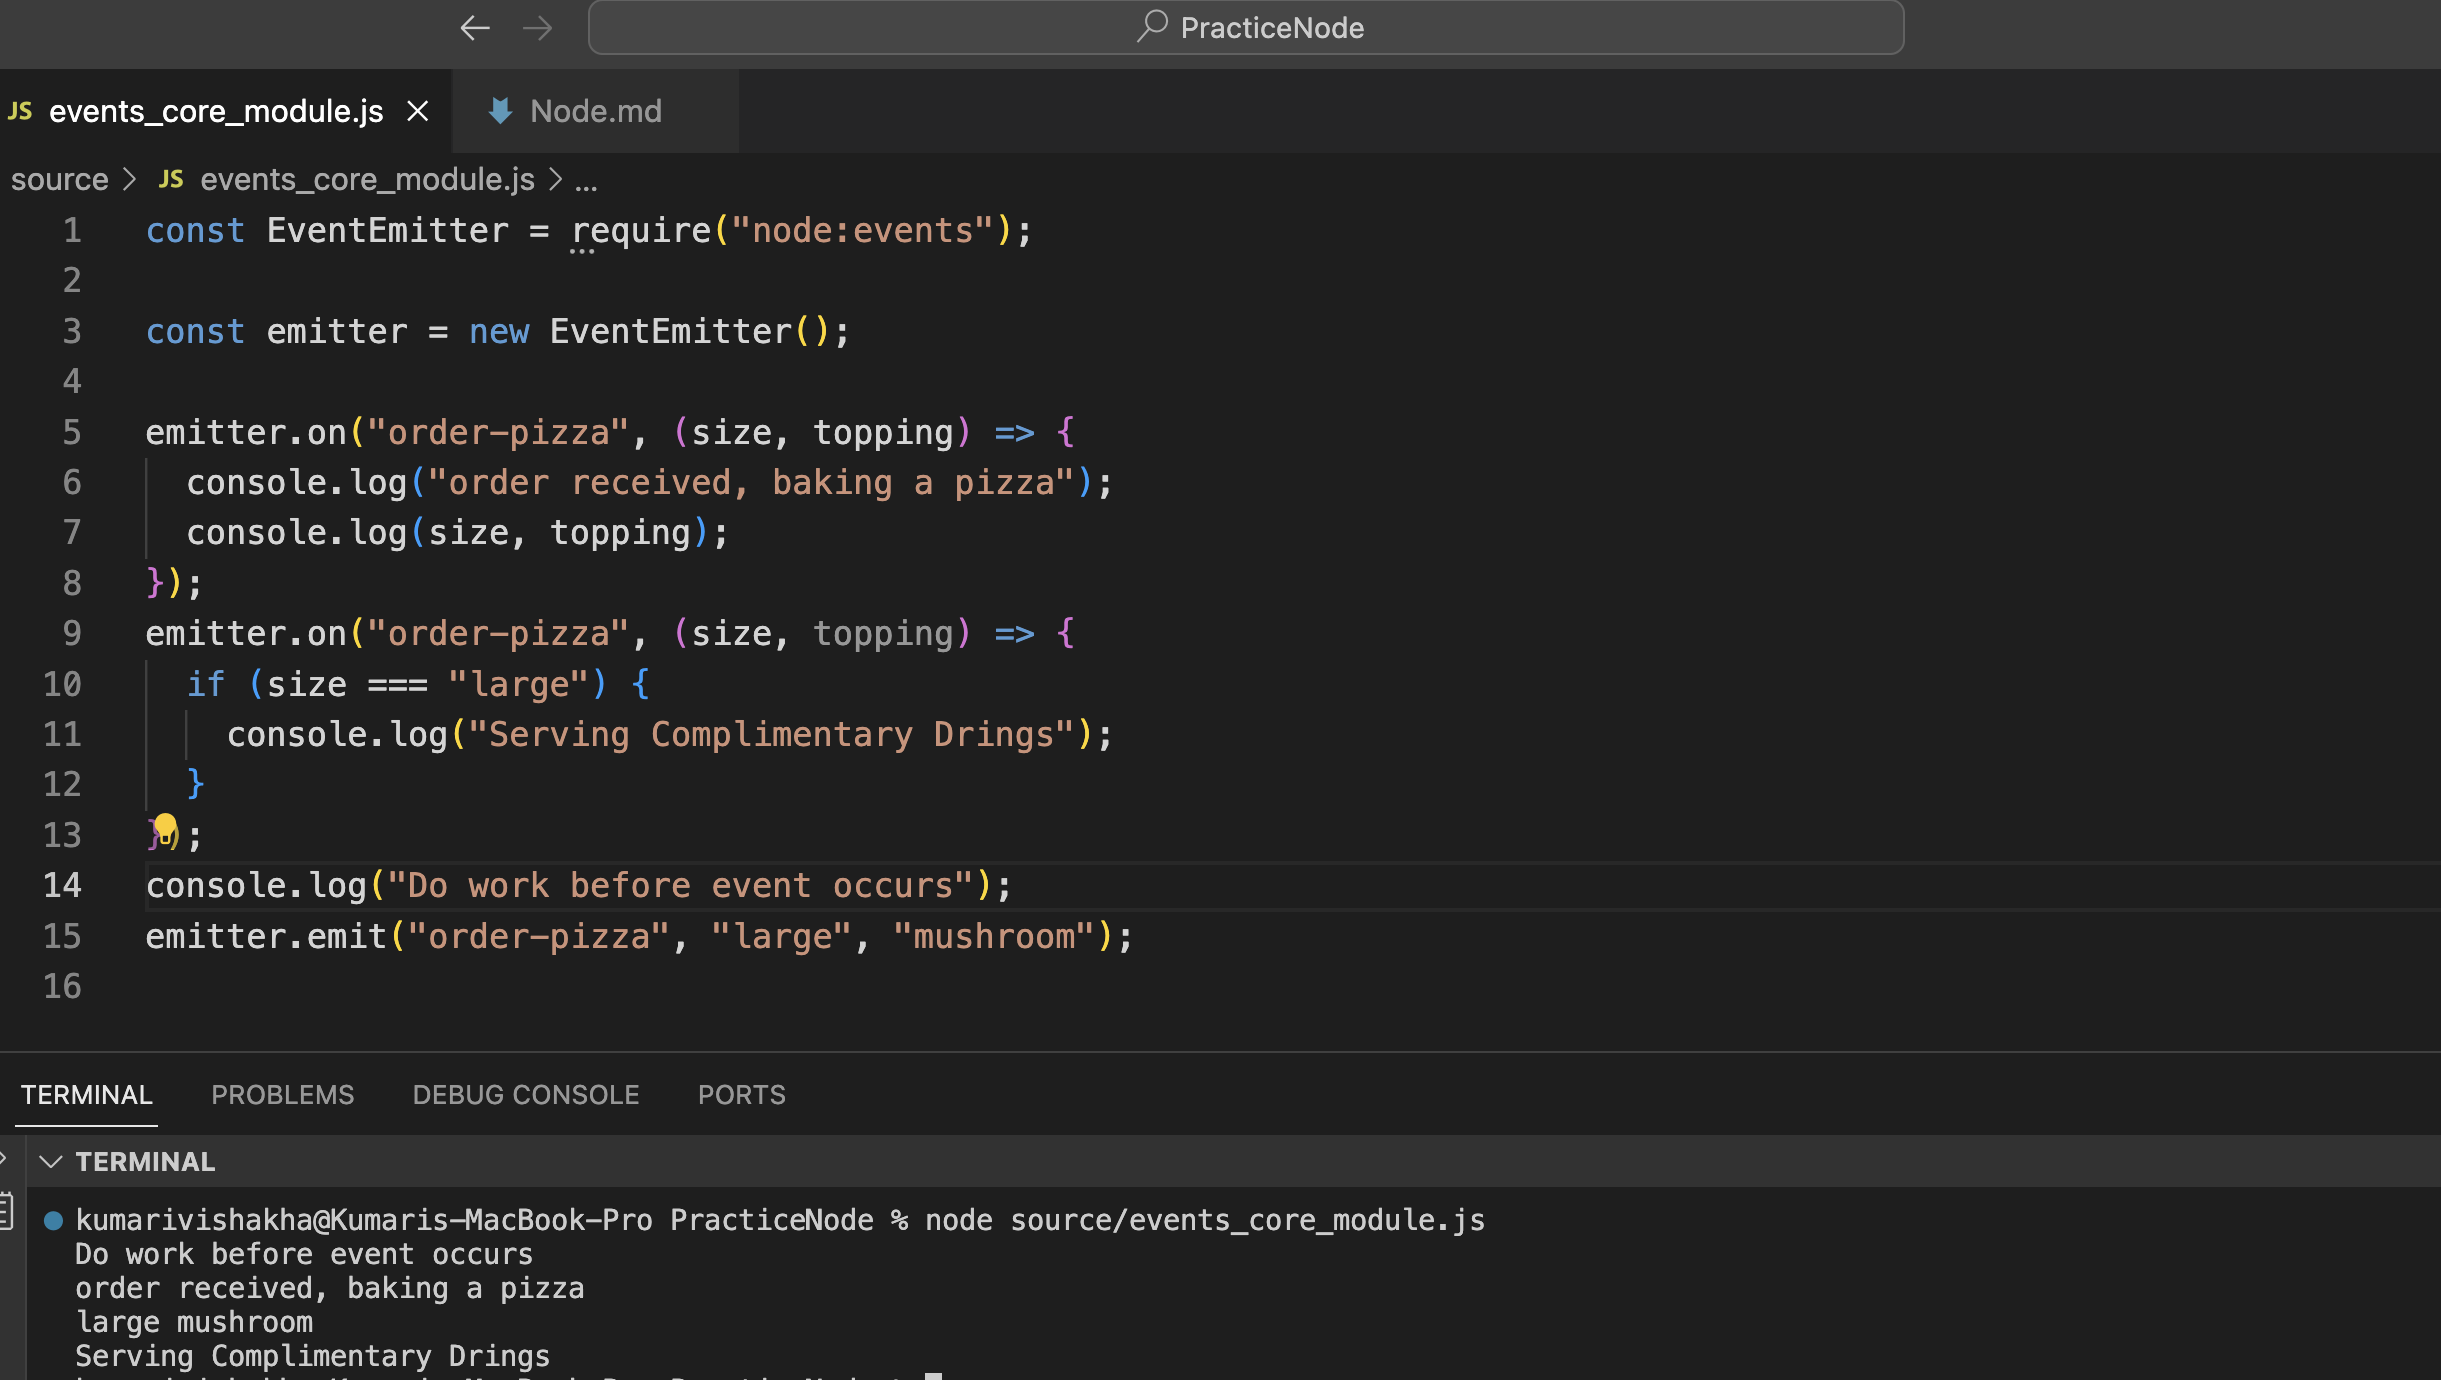 PracticeNode
JS events_core_module.js
Node.md
source > JS events_core_module.js > ...
1 const EventEmitter = require("node:events");
2
3 const emitter = new EventEmitter();
4
5 emitter.on("order-pizza", (size, topping) => {
6 console.log("order received, baking a pizza");
7 console.log(size, topping);
8 });
9 emitter.on("order-pizza", (size, topping) => {
10 if (size === "large") {
11 console.log("Serving Complimentary Drings");
12 }
13 });
14 console.log("Do work before event occurs");
15 emitter.emit("order-pizza", "large", "mushroom");
16
TERMINAL PROBLEMS DEBUG CONSOLE PORTS
TERMINAL
kumarivishakha@Kumaris-MacBook-Pro PracticeNode % node source/events_core_module.js
Do work before event occurs
order received, baking a pizza
large mushroom
Serving Complimentary Drings